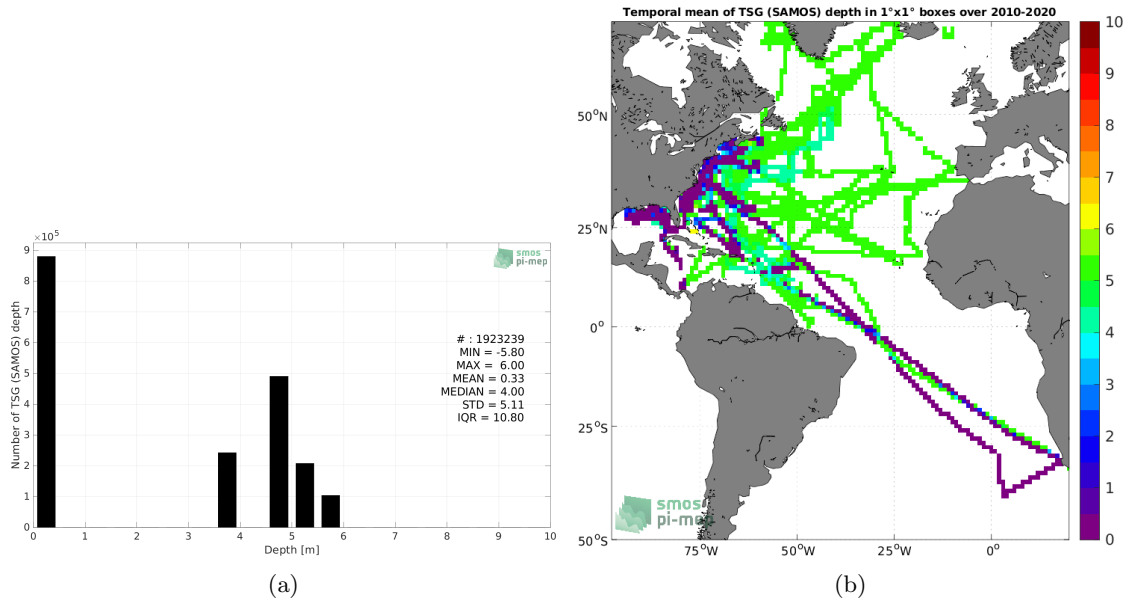 Temporal mean of TSG (SAMOS) depth in 1°x1° boxes over 2010-2020
×10⁵
9
8
7
6
5
4
3
2
1
0
Number of TSG (SAMOS) depth
smos
pi-mep
# : 1923239
MIN = -5.80
MAX = 6.00
MEAN = 0.33
MEDIAN = 4.00
STD = 5.11
IQR = 10.80
0 1 2 3 4 5 6 7 8 9 10
Depth [m]
(a)
50°N
25°N
0°
25°S
50°S
75°W 50°W 25°W 0°
smos
pi-mep
10
9
8
7
6
5
4
3
2
1
0
(b)